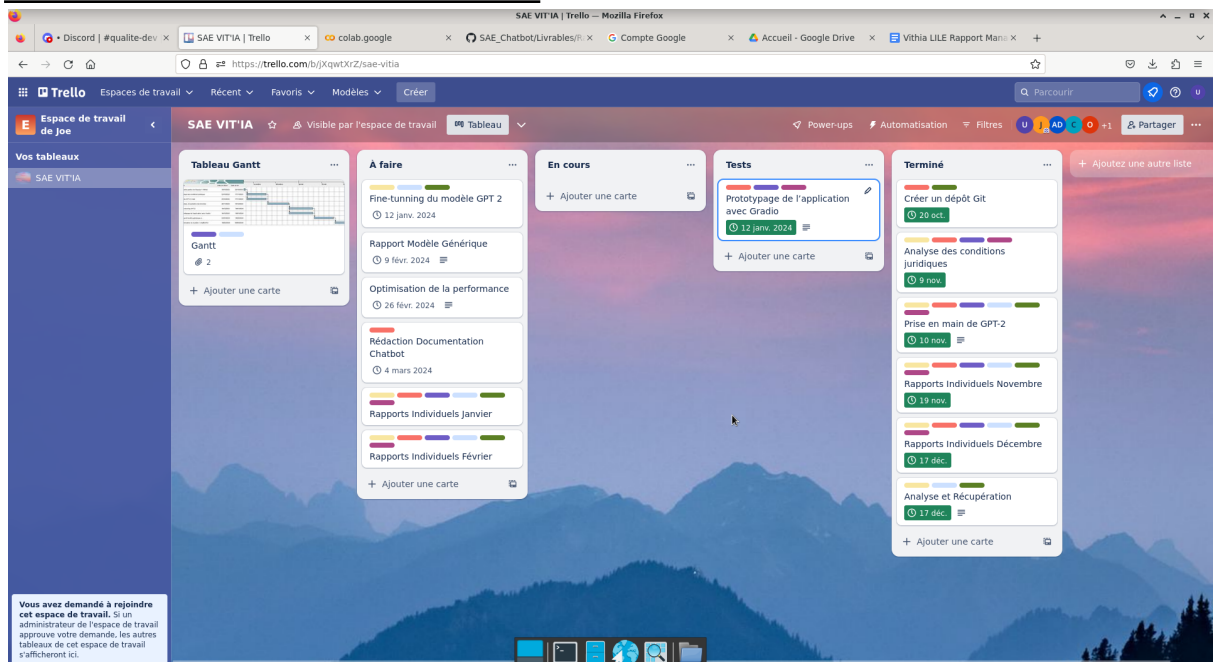 SAE VIT'IA | Trello — Mozilla Firefox
• Discord | #qualite-dev
SAE VIT'IA | Trello
colab.google
SAE_Chatbot/Livrables/
Compte Google
Accueil - Google Drive
Vithia LILE Rapport Mana
https://trello.com/b/jXqwtXrZ/sae-vitia
Trello
Espaces de travail
Récent
Favoris
Modèles
Créer
Parcourir
U
E
Espace de travail
de Joe
SAE VIT'IA
Visible par l'espace de travail
Tableau
Power-ups
Automatisation
Filtres
U
J
AD
C
O
+1
Partager
Vos tableaux
SAE VIT'IA
Tableau Gantt
Gantt
2
+ Ajouter une carte
À faire
Fine-tunning du modèle GPT 2
12 janv. 2024
Rapport Modèle Générique
9 févr. 2024
Optimisation de la performance
26 févr. 2024
Rédaction Documentation
Chatbot
4 mars 2024
Rapports Individuels Janvier
Rapports Individuels Février
+ Ajouter une carte
En cours
+ Ajouter une carte
Tests
Prototypage de l'application
avec Gradio
12 janv. 2024
+ Ajouter une carte
Terminé
Créer un dépôt Git
20 oct.
Analyse des conditions
juridiques
9 nov.
Prise en main de GPT-2
10 nov.
Rapports Individuels Novembre
19 nov.
Rapports Individuels Décembre
17 déc.
Analyse et Récupération
17 déc.
+ Ajouter une carte
+ Ajoutez une autre liste
Vous avez demandé à rejoindre
cet espace de travail. Si un
administrateur de l'espace de travail
approuve votre demande, les autres
tableaux de cet espace de travail
s'afficheront ici.